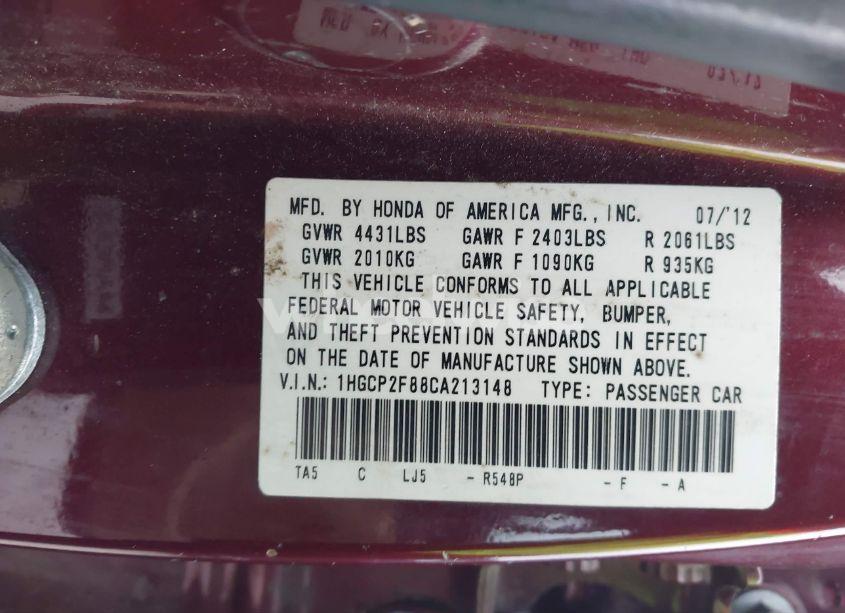 MFD. BY HONDA OF AMERICA MFG., INC. 07/'12
GVWR 4431LBS GAWR F 2403LBS R 2061LBS
GVWR 2010KG GAWR F 1090KG R 935KG
THIS VEHICLE CONFORMS TO ALL APPLICABLE
FEDERAL MOTOR VEHICLE SAFETY, BUMPER,
AND THEFT PREVENTION STANDARDS IN EFFECT
ON THE DATE OF MANUFACTURE SHOWN ABOVE.
V.I.N.: 1HGCP2F88CA213148 TYPE: PASSENGER CAR
TA5 C LJ5 - R548P - F - A